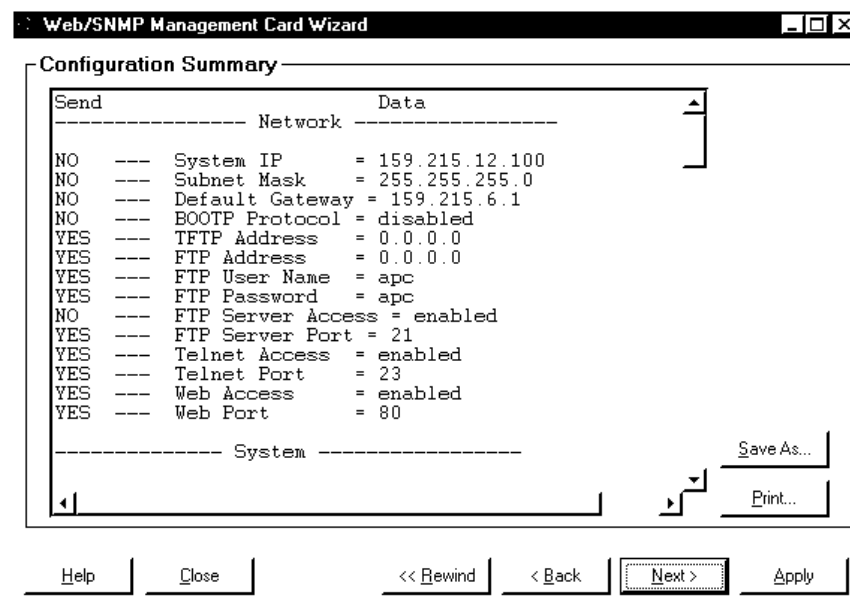 Web/SNMP Management Card Wizard
Configuration Summary
Send Data
---------------- Network -----------------
NO --- System IP = 159.215.12.100
NO --- Subnet Mask = 255.255.255.0
NO --- Default Gateway = 159.215.6.1
NO --- BOOTP Protocol = disabled
YES --- TFTP Address = 0.0.0.0
YES --- FTP Address = 0.0.0.0
YES --- FTP User Name = apc
YES --- FTP Password = apc
NO --- FTP Server Access = enabled
YES --- FTP Server Port = 21
YES --- Telnet Access = enabled
YES --- Telnet Port = 23
YES --- Web Access = enabled
YES --- Web Port = 80
-------------- System -----------------
Save As...
Print...
Help Close << Rewind < Back Next > Apply